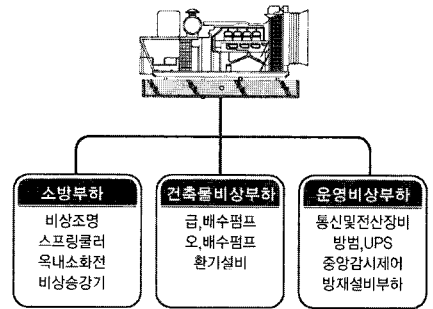 소방부하
비상조명
스프링쿨러
옥내소화전
비상승강기
건축물비상부하
급,배수펌프
오,배수펌프
환기설비
운영비상부하
통신및전산장비
방범,UPS
중앙감시제어
방재설비부하